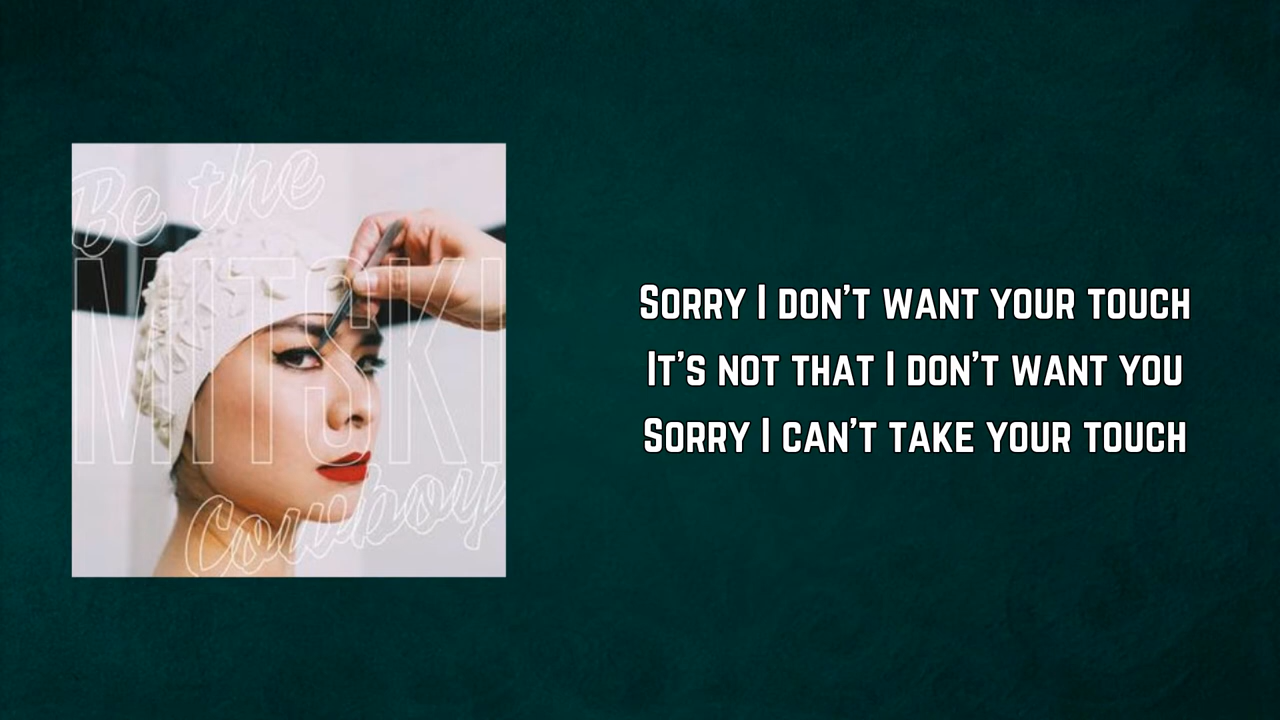 Be the
MITSKI
Cowboy
SORRY I DON'T WANT YOUR TOUCH
IT'S NOT THAT I DON'T WANT YOU
SORRY I CAN'T TAKE YOUR TOUCH